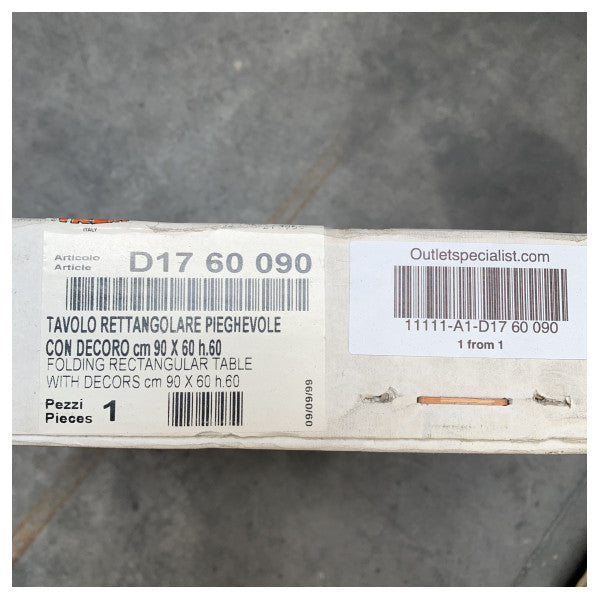 ITALY
Articolo
Article
D17 60 090
TAVOLO RETTANGOLARE PIEGHEVOLE
CON DECORO cm 90 X 60 h.60
FOLDING RECTANGULAR TABLE
WITH DECORS cm 90 X 60 h.60
Pezzi
Pieces 1
09/09/99
Outletspecialist.com
11111-A1-D17 60 090
1 from 1